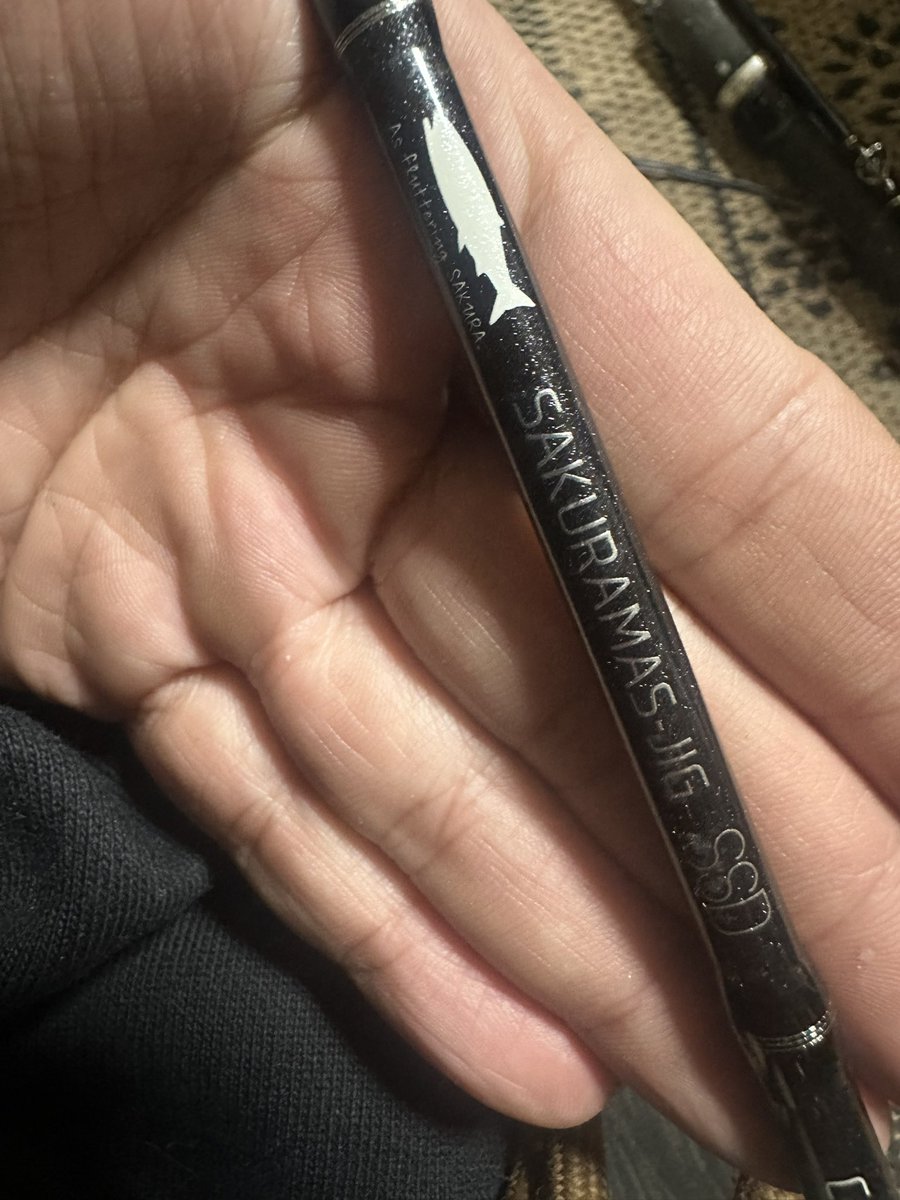 As fluttering SAKURA
SAKURAMAS-JIG
SSD